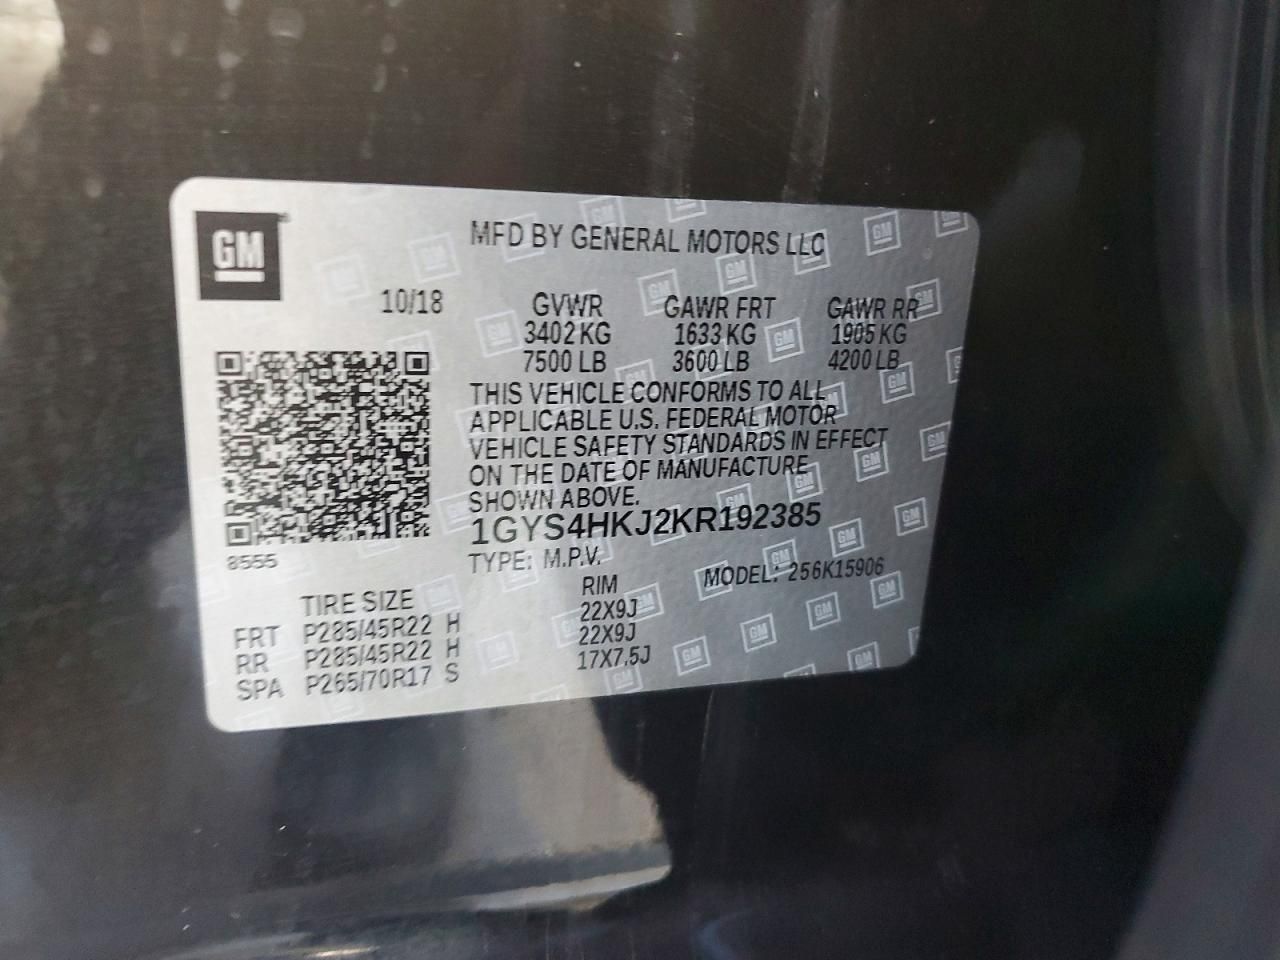 GM
MFD BY GENERAL MOTORS LLC
10/18 GVWR GAWR FRT GAWR RR
3402 KG 1633 KG 1905 KG
7500 LB 3600 LB 4200 LB
THIS VEHICLE CONFORMS TO ALL
APPLICABLE U.S. FEDERAL MOTOR
VEHICLE SAFETY STANDARDS IN EFFECT
ON THE DATE OF MANUFACTURE
SHOWN ABOVE.
1GYS4HKJ2KR192385
8555
TYPE: M.P.V. MODEL: 256K15906
TIRE SIZE RIM
FRT P285/45R22 H 22X9J
RR P285/45R22 H 22X9J
SPA P265/70R17 S 17X7.5J